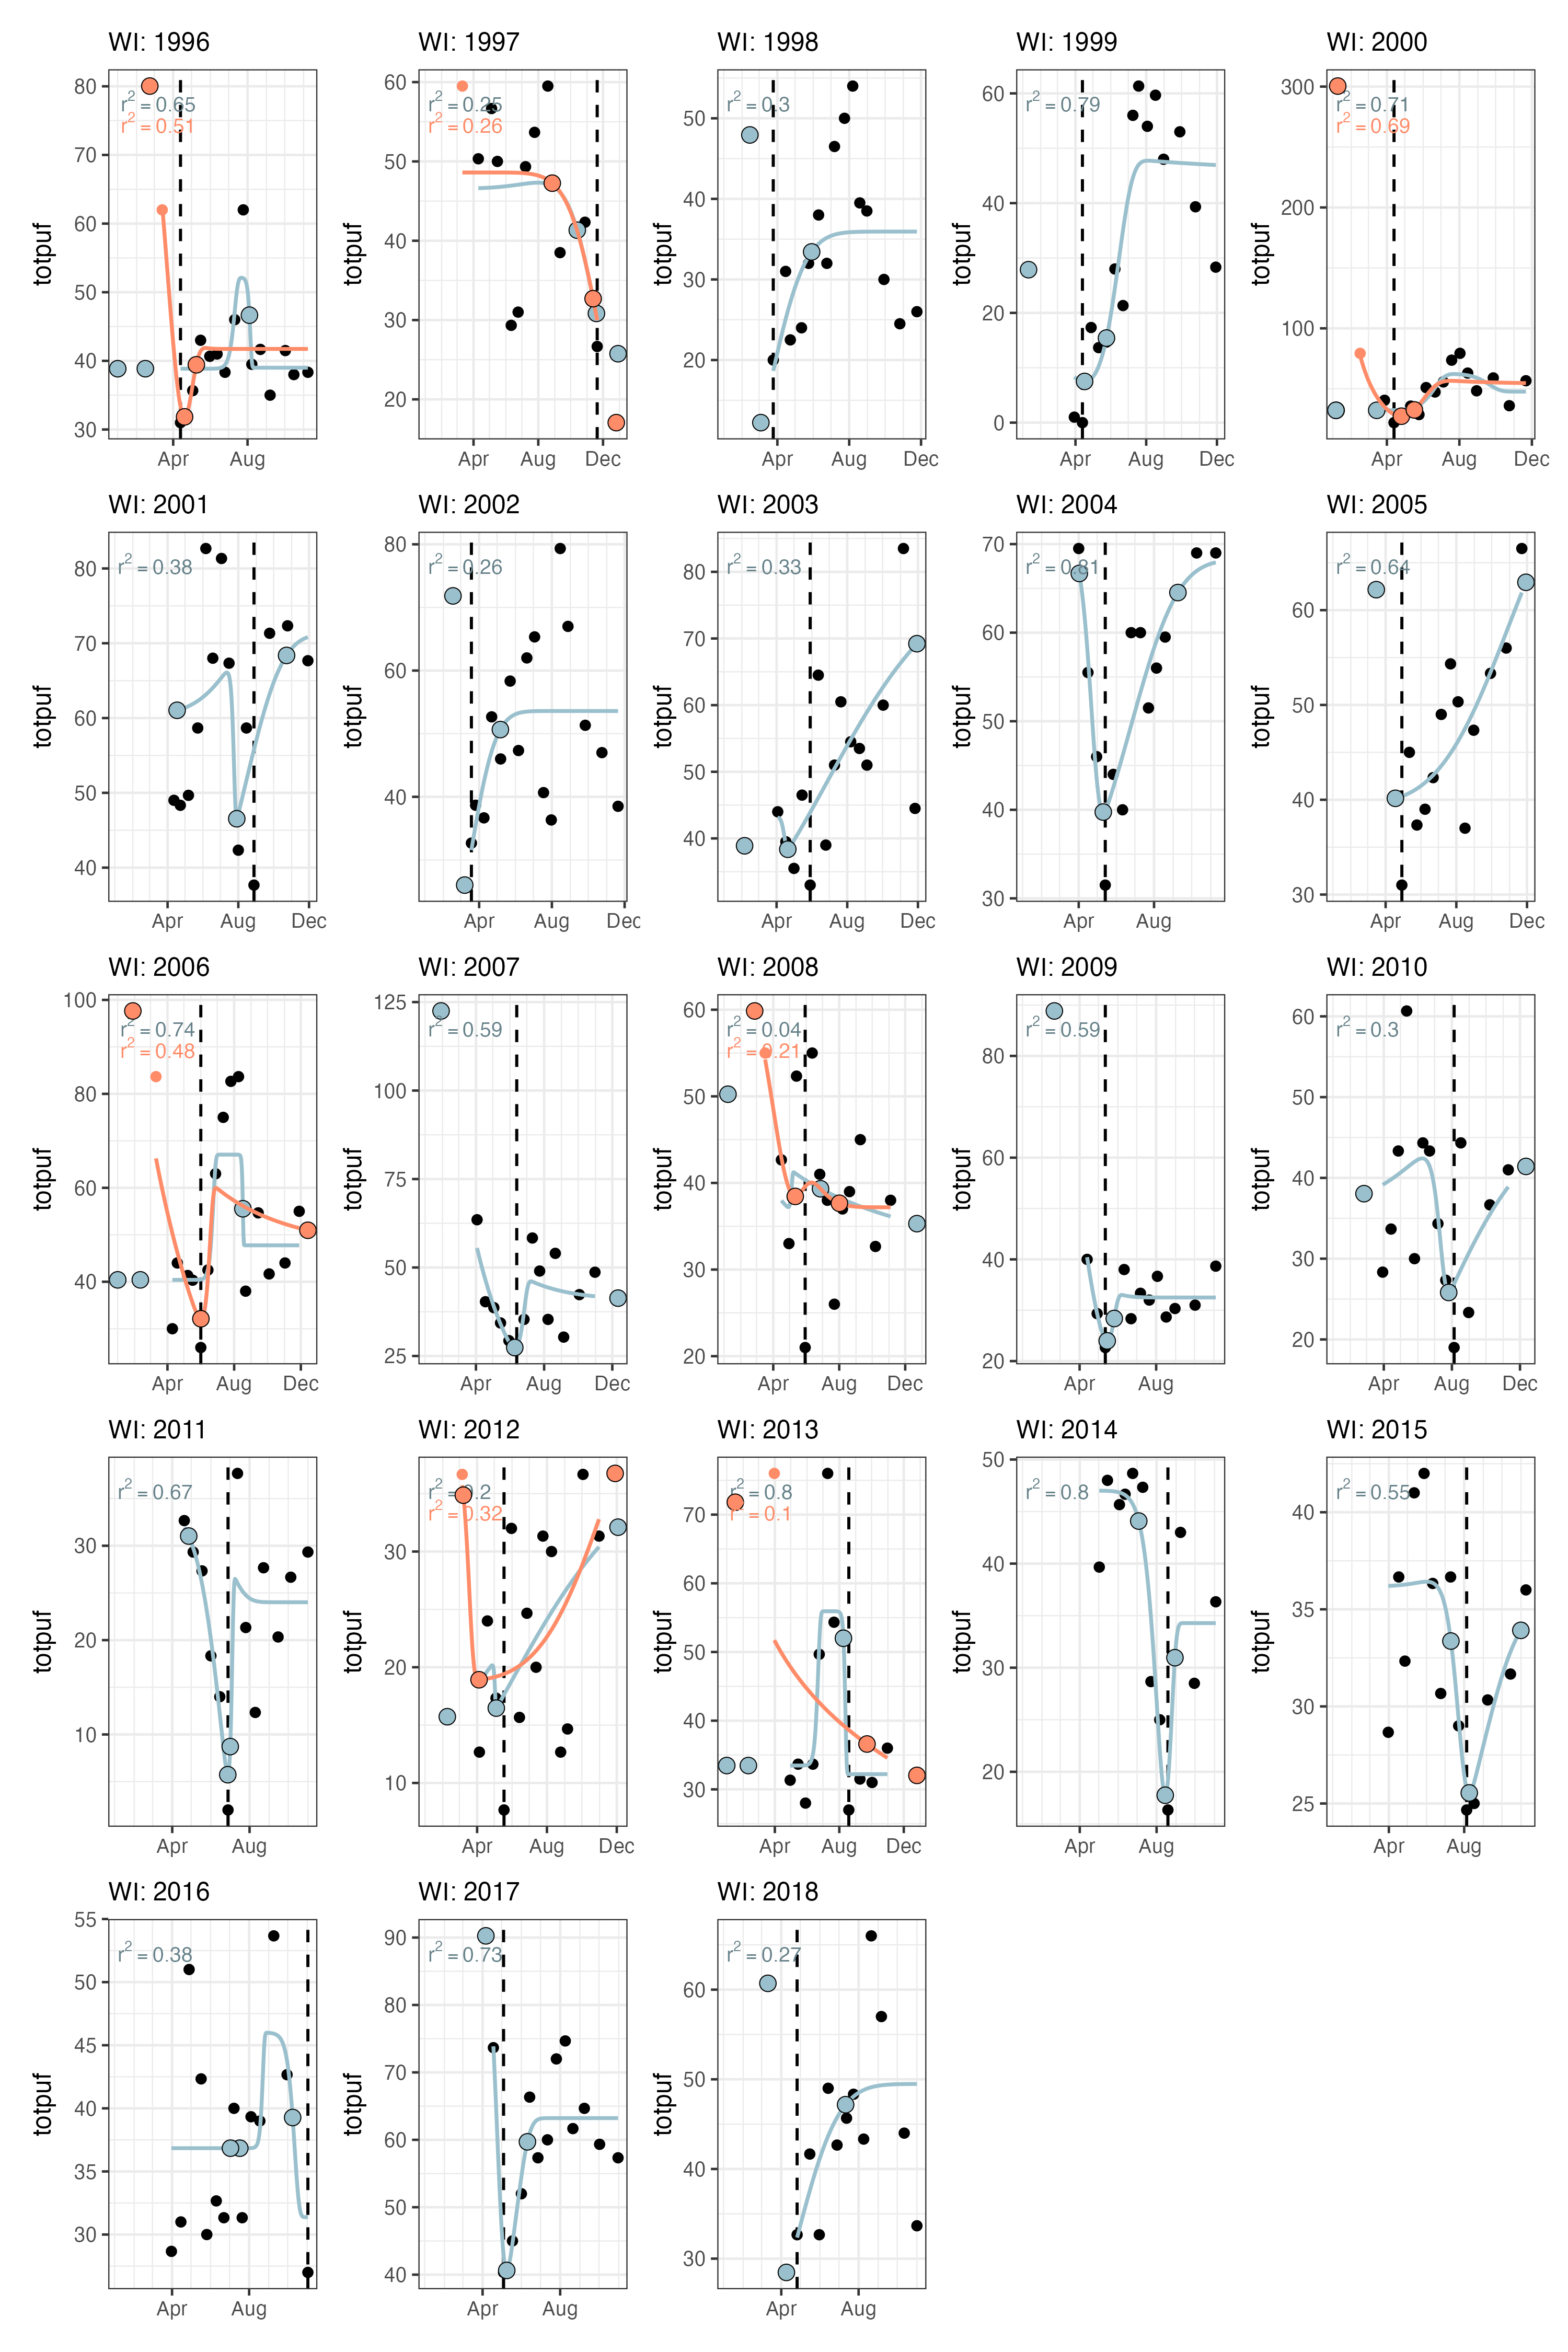 WI: 1996
r² = 0.65
r² = 0.51
80
70
60
50
40
30
totpuf
Apr Aug
WI: 1997
r² = 0.25
r² = 0.26
60
50
40
30
20
totpuf
Apr Aug Dec
WI: 1998
r² = 0.3
50
40
30
20
totpuf
Apr Aug Dec
WI: 1999
r² = 0.79
60
40
20
0
totpuf
Apr Aug Dec
WI: 2000
r² = 0.71
r² = 0.69
300
200
100
totpuf
Apr Aug Dec
WI: 2001
r² = 0.38
80
70
60
50
40
totpuf
Apr Aug Dec
WI: 2002
r² = 0.26
80
60
40
totpuf
Apr Aug Dec
WI: 2003
r² = 0.33
80
70
60
50
40
totpuf
Apr Aug Dec
WI: 2004
r² = 0.81
70
60
50
40
30
totpuf
Apr Aug
WI: 2005
r² = 0.64
60
50
40
30
totpuf
Apr Aug Dec
WI: 2006
r² = 0.74
r² = 0.48
100
80
60
40
totpuf
Apr Aug Dec
WI: 2007
r² = 0.59
125
100
75
50
25
totpuf
Apr Aug Dec
WI: 2008
r² = 0.04
r² = 0.21
60
50
40
30
20
totpuf
Apr Aug Dec
WI: 2009
r² = 0.59
80
60
40
20
totpuf
Apr Aug
WI: 2010
r² = 0.3
60
50
40
30
20
totpuf
Apr Aug Dec
WI: 2011
r² = 0.67
30
20
10
totpuf
Apr Aug
WI: 2012
r² = 0.2
r² = 0.32
30
20
10
totpuf
Apr Aug Dec
WI: 2013
r² = 0.8
r² = 0.1
70
60
50
40
30
totpuf
Apr Aug Dec
WI: 2014
r² = 0.8
50
40
30
20
totpuf
Apr Aug
WI: 2015
r² = 0.55
40
35
30
25
totpuf
Apr Aug
WI: 2016
r² = 0.38
55
50
45
40
35
30
totpuf
Apr Aug
WI: 2017
r² = 0.73
90
80
70
60
50
40
totpuf
Apr Aug
WI: 2018
r² = 0.27
60
50
40
30
totpuf
Apr Aug